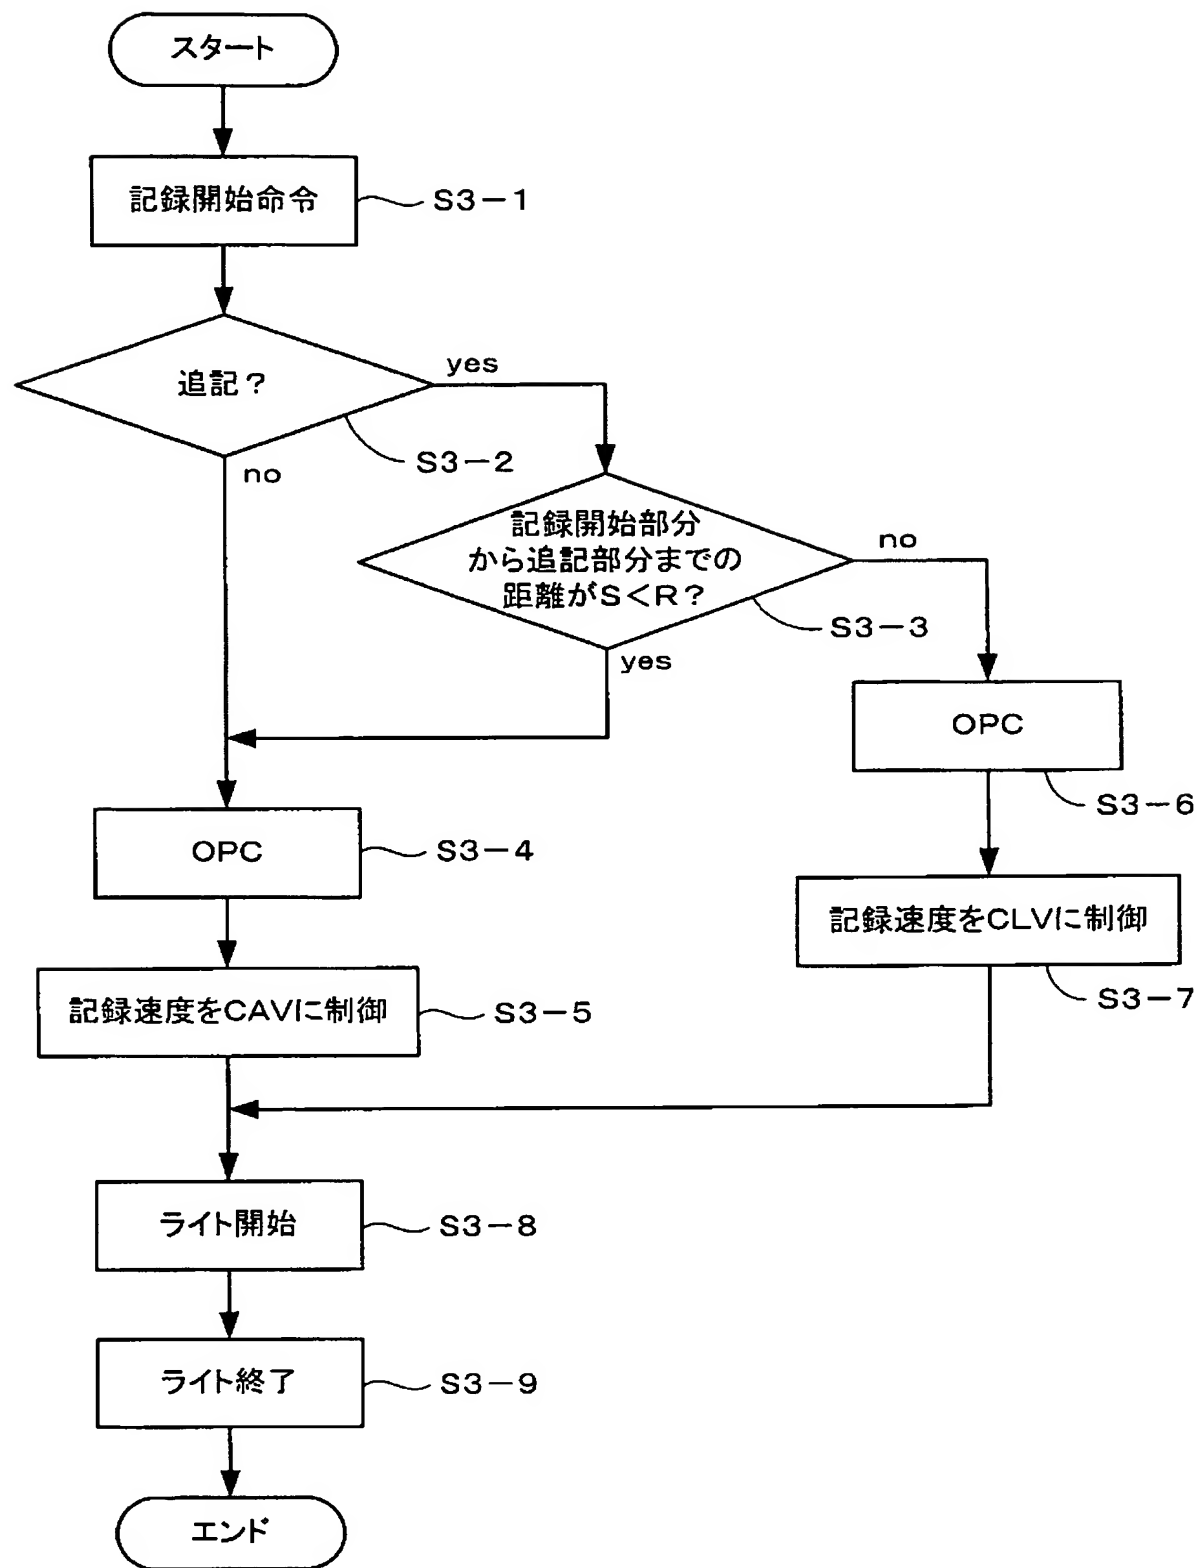 スタート
記録開始命令
S3-1
追記?
yes
S3-2
no
記録開始部分
から追記部分までの
距離がS<R?
no
S3-3
yes
OPC
S3-6
OPC
S3-4
記録速度をCLVに制御
S3-7
記録速度をCAVに制御
S3-5
ライト開始
S3-8
ライト終了
S3-9
エンド